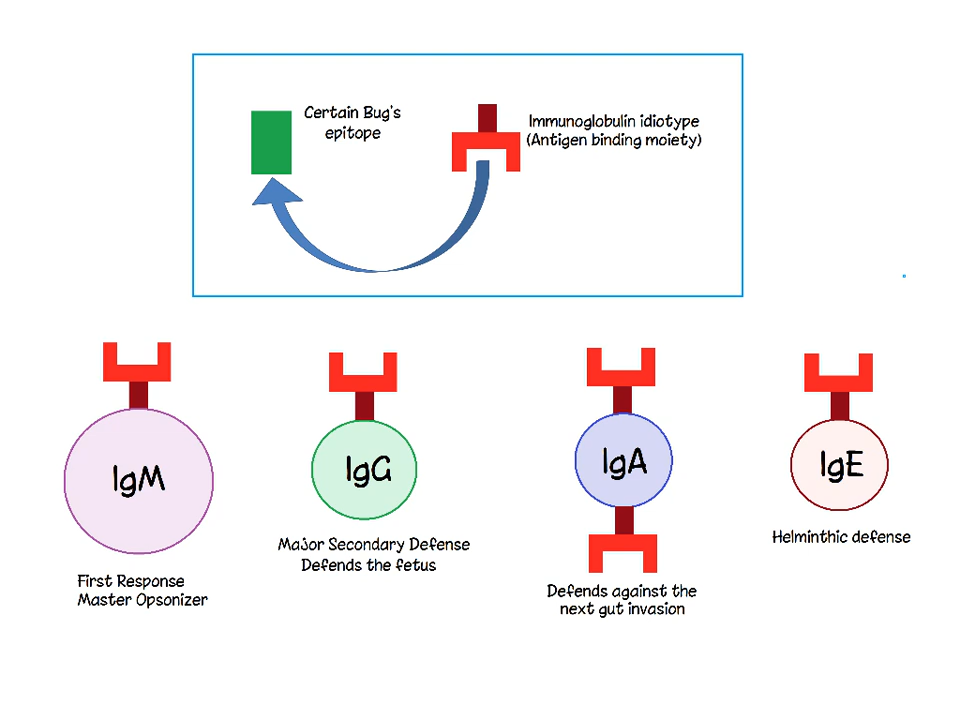 Certain Bug's
epitope
Immunoglobulin idiotype
(Antigen binding moiety)
IgM
First Response
Master Opsonizer
IgG
Major Secondary Defense
Defends the fetus
IgA
Defends against the
next gut invasion
IgE
Helminthic defense